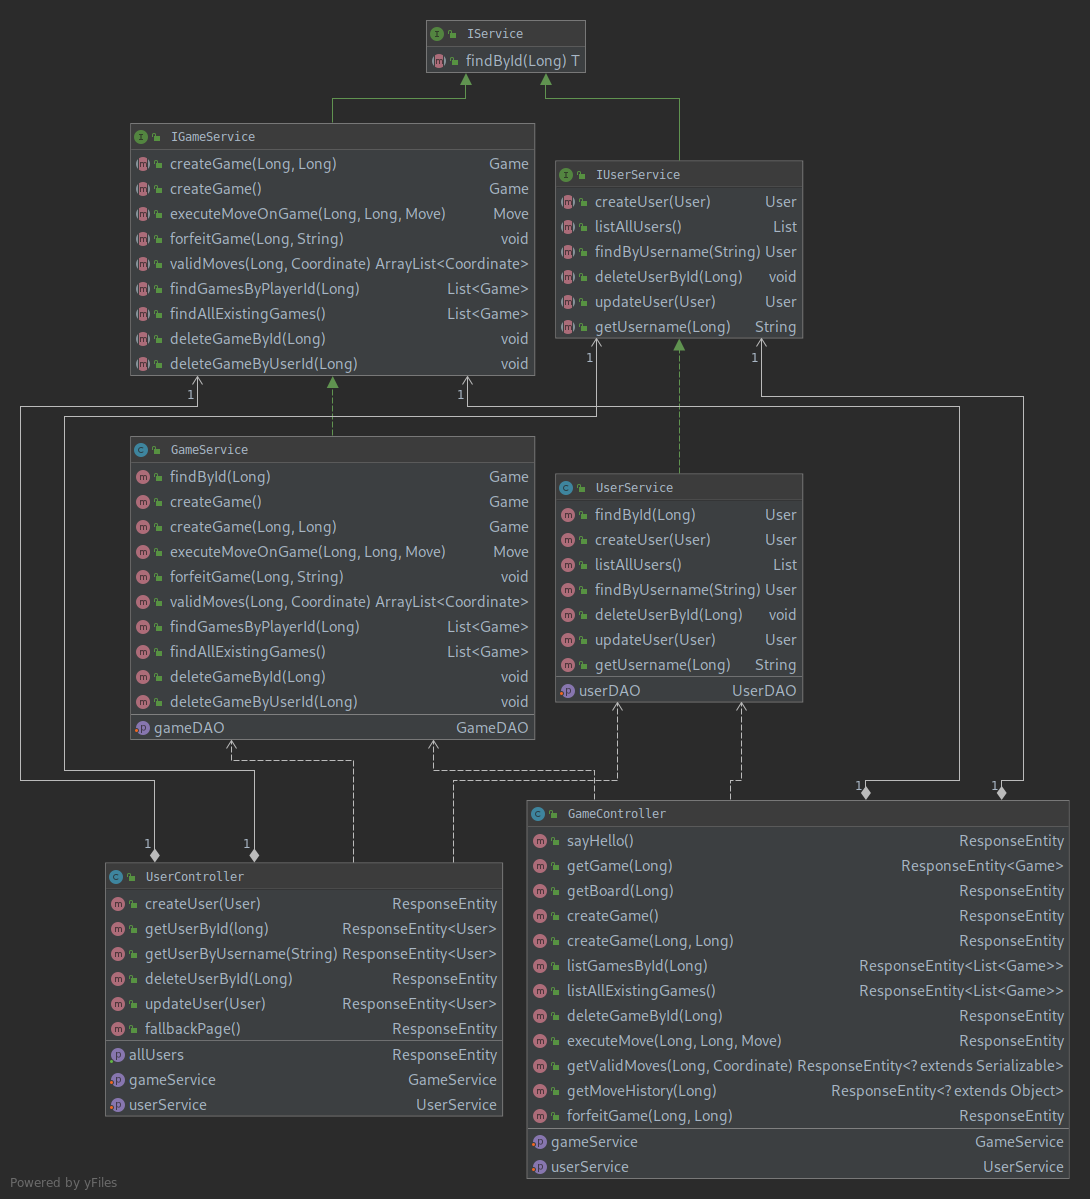 IService
findById(Long) T
IGameService
createGame(Long, Long) Game
createGame() Game
executeMoveOnGame(Long, Long, Move) Move
forfeitGame(Long, String) void
validMoves(Long, Coordinate) ArrayList<Coordinate>
findGamesByPlayerId(Long) List<Game>
findAllExistingGames() List<Game>
deleteGameById(Long) void
deleteGameByUserId(Long) void
IUserService
createUser(User) User
listAllUsers() List
findByUsername(String) User
deleteUserById(Long) void
updateUser(User) User
getUsername(Long) String
1
1
1
1
GameService
findById(Long) Game
createGame() Game
createGame(Long, Long) Game
executeMoveOnGame(Long, Long, Move) Move
forfeitGame(Long, String) void
validMoves(Long, Coordinate) ArrayList<Coordinate>
findGamesByPlayerId(Long) List<Game>
findAllExistingGames() List<Game>
deleteGameById(Long) void
deleteGameByUserId(Long) void
gameDAO GameDAO
UserService
findById(Long) User
createUser(User) User
listAllUsers() List
findByUsername(String) User
deleteUserById(Long) void
updateUser(User) User
getUsername(Long) String
userDAO UserDAO
1
1
1
1
UserController
createUser(User) ResponseEntity
getUserById(long) ResponseEntity<User>
getUserByUsername(String) ResponseEntity<User>
deleteUserById(Long) ResponseEntity
updateUser(User) ResponseEntity<User>
fallbackPage() ResponseEntity
allUsers ResponseEntity
gameService GameService
userService UserService
GameController
sayHello() ResponseEntity
getGame(Long) ResponseEntity<Game>
getBoard(Long) ResponseEntity
createGame() ResponseEntity
createGame(Long, Long) ResponseEntity
listGamesById(Long) ResponseEntity<List<Game>>
listAllExistingGames() ResponseEntity<List<Game>>
deleteGameById(Long) ResponseEntity
executeMove(Long, Long, Move) ResponseEntity
getValidMoves(Long, Coordinate) ResponseEntity<? extends Serializable>
getMoveHistory(Long) ResponseEntity<? extends Object>
forfeitGame(Long, Long) ResponseEntity
gameService GameService
userService UserService
Powered by yFiles